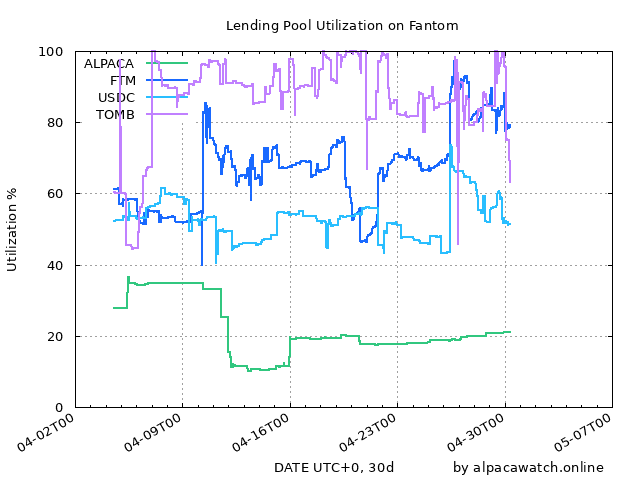 Lending Pool Utilization on Fantom
100
80
60
40
20
0
Utilization %
ALPACA
FTM
USDC
TOMB
04-02T00
04-09T00
04-16T00
04-23T00
04-30T00
05-07T00
DATE UTC+0, 30d
by alpacawatch.online